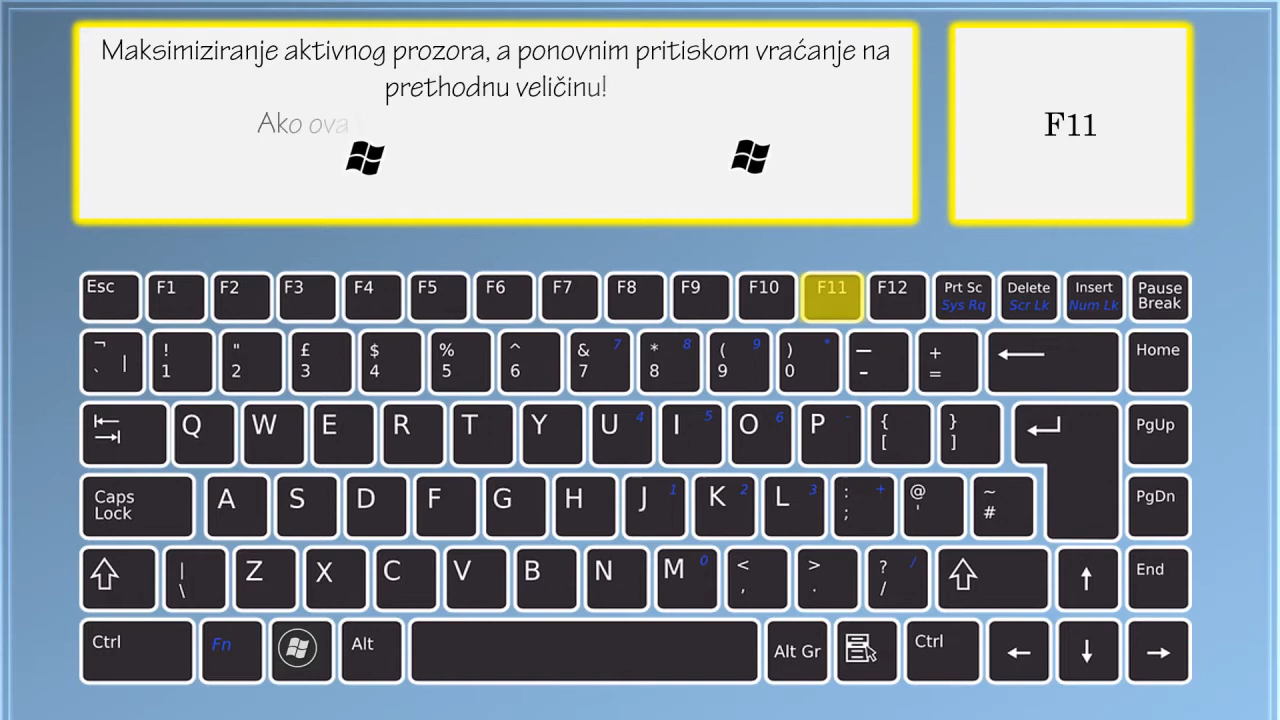 Maksimiziranje aktivnog prozora, a ponovnim pritiskom vraćanje na
prethodnu veličinu!
Ako ova
F11
Esc F1 F2 F3 F4 F5 F6 F7 F8 F9 F10 F11 F12 Prt Sc Delete Insert Pause
Sys Rq Scr Lk Num Lk Break
¬ ! " £ $ % ^ & 7 * 8 ( 9 ) * — +
` | 1 2 3 4 5 6 7 8 9 0 - = Home
Q W E R T Y U 4 I 5 O 6 P - { } PgUp
[ ]
Caps A S D F G H J 1 K 2 L 3 : + @ ~ PgDn
Lock ; ' #
| Z X C V B N M 0 < > ? / End
\ , . /
Ctrl Fn Alt Alt Gr Ctrl